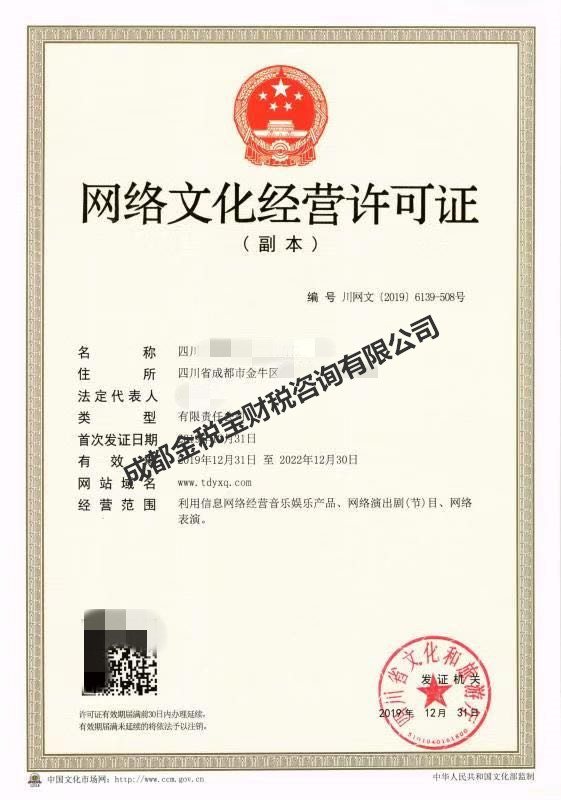 网络文化经营许可证
（副本）
编 号 川网文〔2019〕6139-508号
名 称 四川
住 所 四川省成都市金牛区
法定代表人
类 型 有限责任
首次发证日期 31日
有 效 期 2019年12月31日 至 2022年12月30日
网站域名 www.tdyxq.com
经营范围 利用信息网络经营音乐娱乐产品、网络演出剧(节)目、网络
表演。
成都金税宝财税咨询有限公司
四川省文化和旅游厅
发证机关
2019年 12月 31日
5101040161800
许可证有效期届满前30日内办理延续，
有效期届满未延续的将依法予以注销。
中国文化市场网: http://www.ccm.gov.cn
中华人民共和国文化部监制